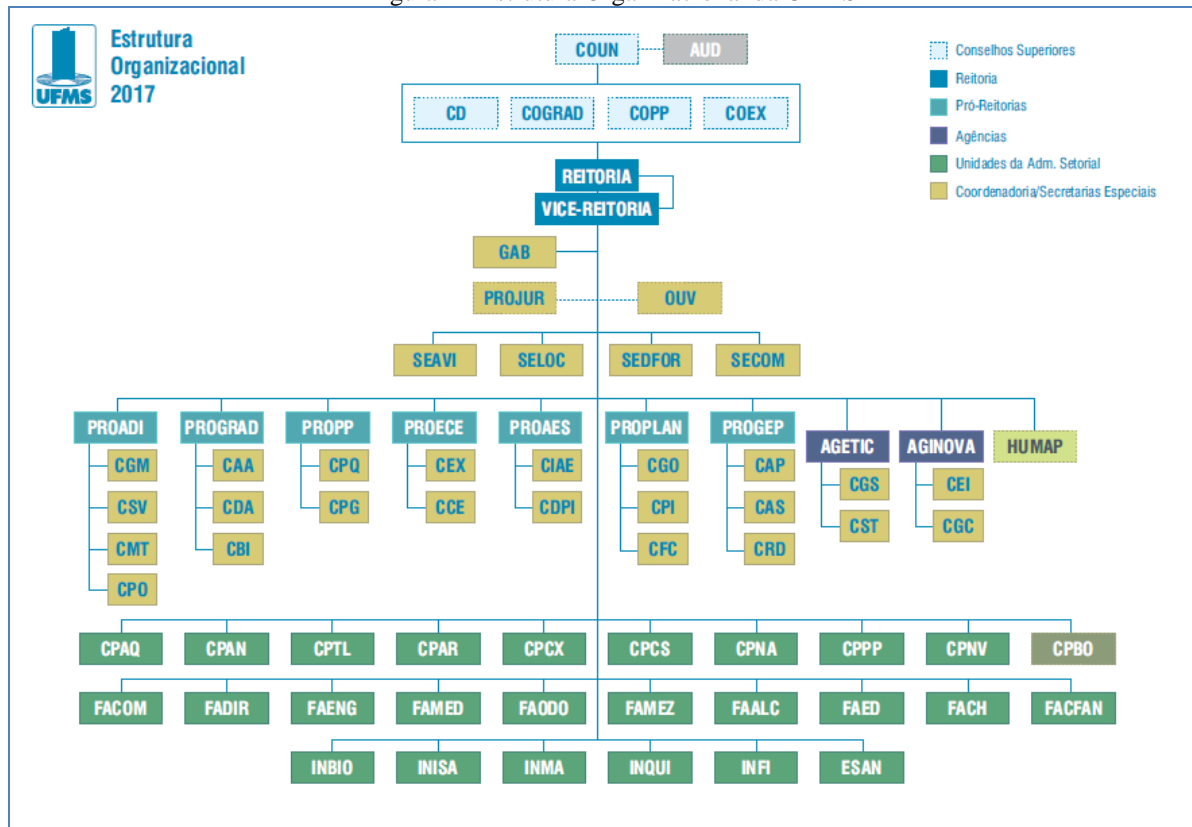 Estrutura
Organizacional
2017
UFMS
COUN AUD
CD COGRAD COPP COEX
REITORIA
VICE-REITORIA
GAB
PROJUR OUV
SEAVI SELOC SEDFOR SECOM
PROADI PROGRAD PROPP PROECE PROAES PROPLAN PROGEP AGETIC AGINOVA HUMAP
CGM CAA CPQ CEX CIAE CGO CAP CGS CEI
CSV CDA CPG CCE CDPI CPI CAS CST CGC
CMT CBI CFC CRD
CPO
CPAQ CPAN CPTL CPAR CPCX CPCS CPNA CPPP CPNV CPBO
FACOM FADIR FAENG FAMED FAODO FAMEZ FAALC FAED FACH FACFAN
INBIO INISA INMA INQUI INFI ESAN
Conselhos Superiores
Reitoria
Pró-Reitorias
Agências
Unidades da Adm. Setorial
Coordenadoria/Secretarias Especiais